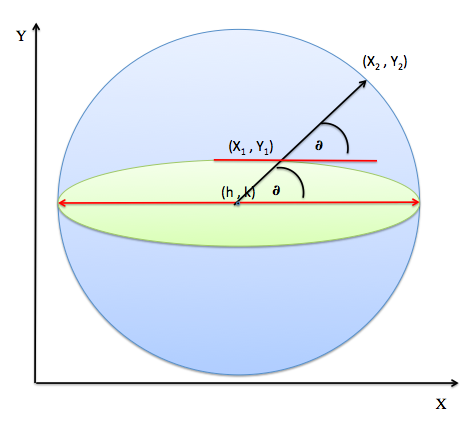 Y
(X₂ , Y₂)
∂
(X₁ , Y₁)
(h , k)
∂
X